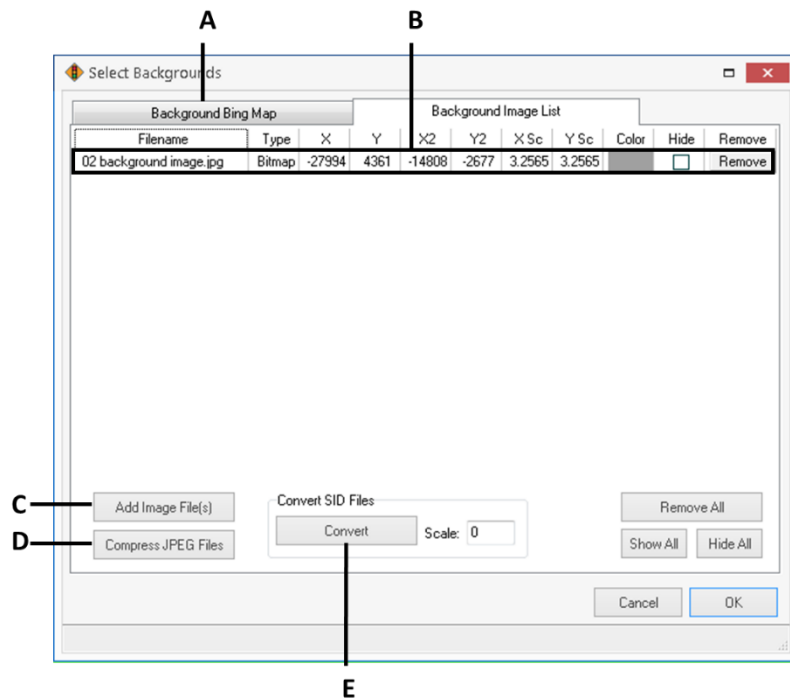 A
B
Select Backgrounds
Background Bing Map
Background Image List
Filename Type X Y X2 Y2 X Sc Y Sc Color Hide Remove
02 background image.jpg Bitmap -27994 4361 -14808 -2677 3.2565 3.2565 Remove
C
Add Image File(s)
Convert SID Files
Remove All
D
Compress JPEG Files
Convert
Scale: 0
Show All
Hide All
Cancel
OK
E